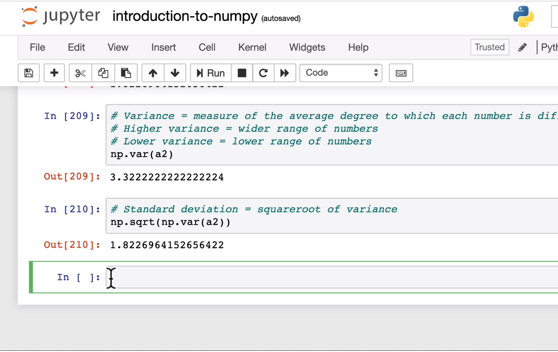 jupyter introduction-to-numpy (autosaved)
File Edit View Insert Cell Kernel Widgets Help Trusted
Run Code
In [209]: # Variance = measure of the average degree to which each number is
# Higher variance = wider range of numbers
# Lower variance = lower range of numbers
np.var(a2)
Out[209]: 3.3222222222222224
In [210]: # Standard deviation = squareroot of variance
np.sqrt(np.var(a2))
Out[210]: 1.8226964152656422
In [ ]: